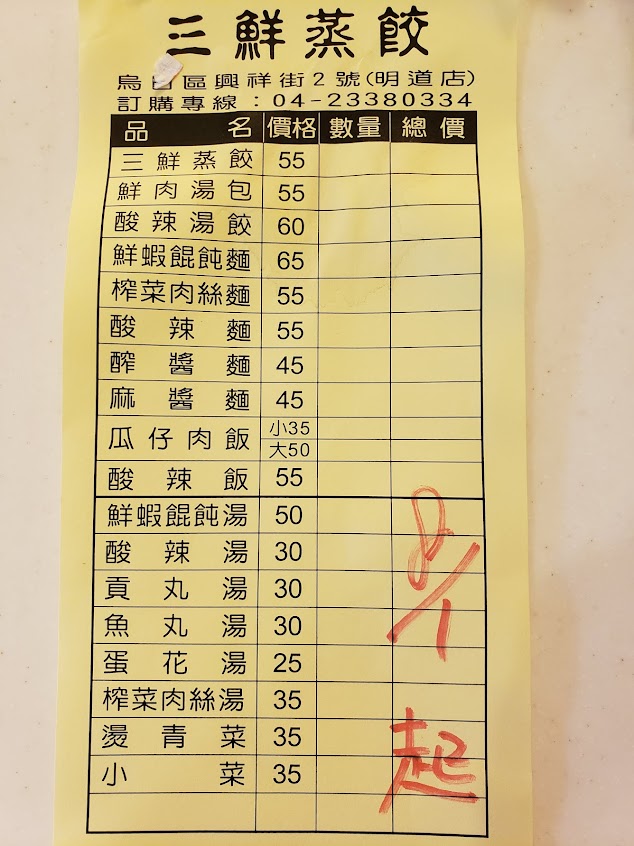 三鮮蒸餃
烏日區興祥街2號(明道店)
訂購專線：04-23380334
品名 價格 數量 總價
三鮮蒸餃 55
鮮肉湯包 55
酸辣湯餃 60
鮮蝦餛飩麵 65
榨菜肉絲麵 55
酸辣麵 55
醡醬麵 45
麻醬麵 45
瓜仔肉飯 小35 大50
酸辣飯 55
鮮蝦餛飩湯 50
酸辣湯 30
貢丸湯 30
魚丸湯 30
蛋花湯 25
榨菜肉絲湯 35
燙青菜 35
小菜 35
8/1
起